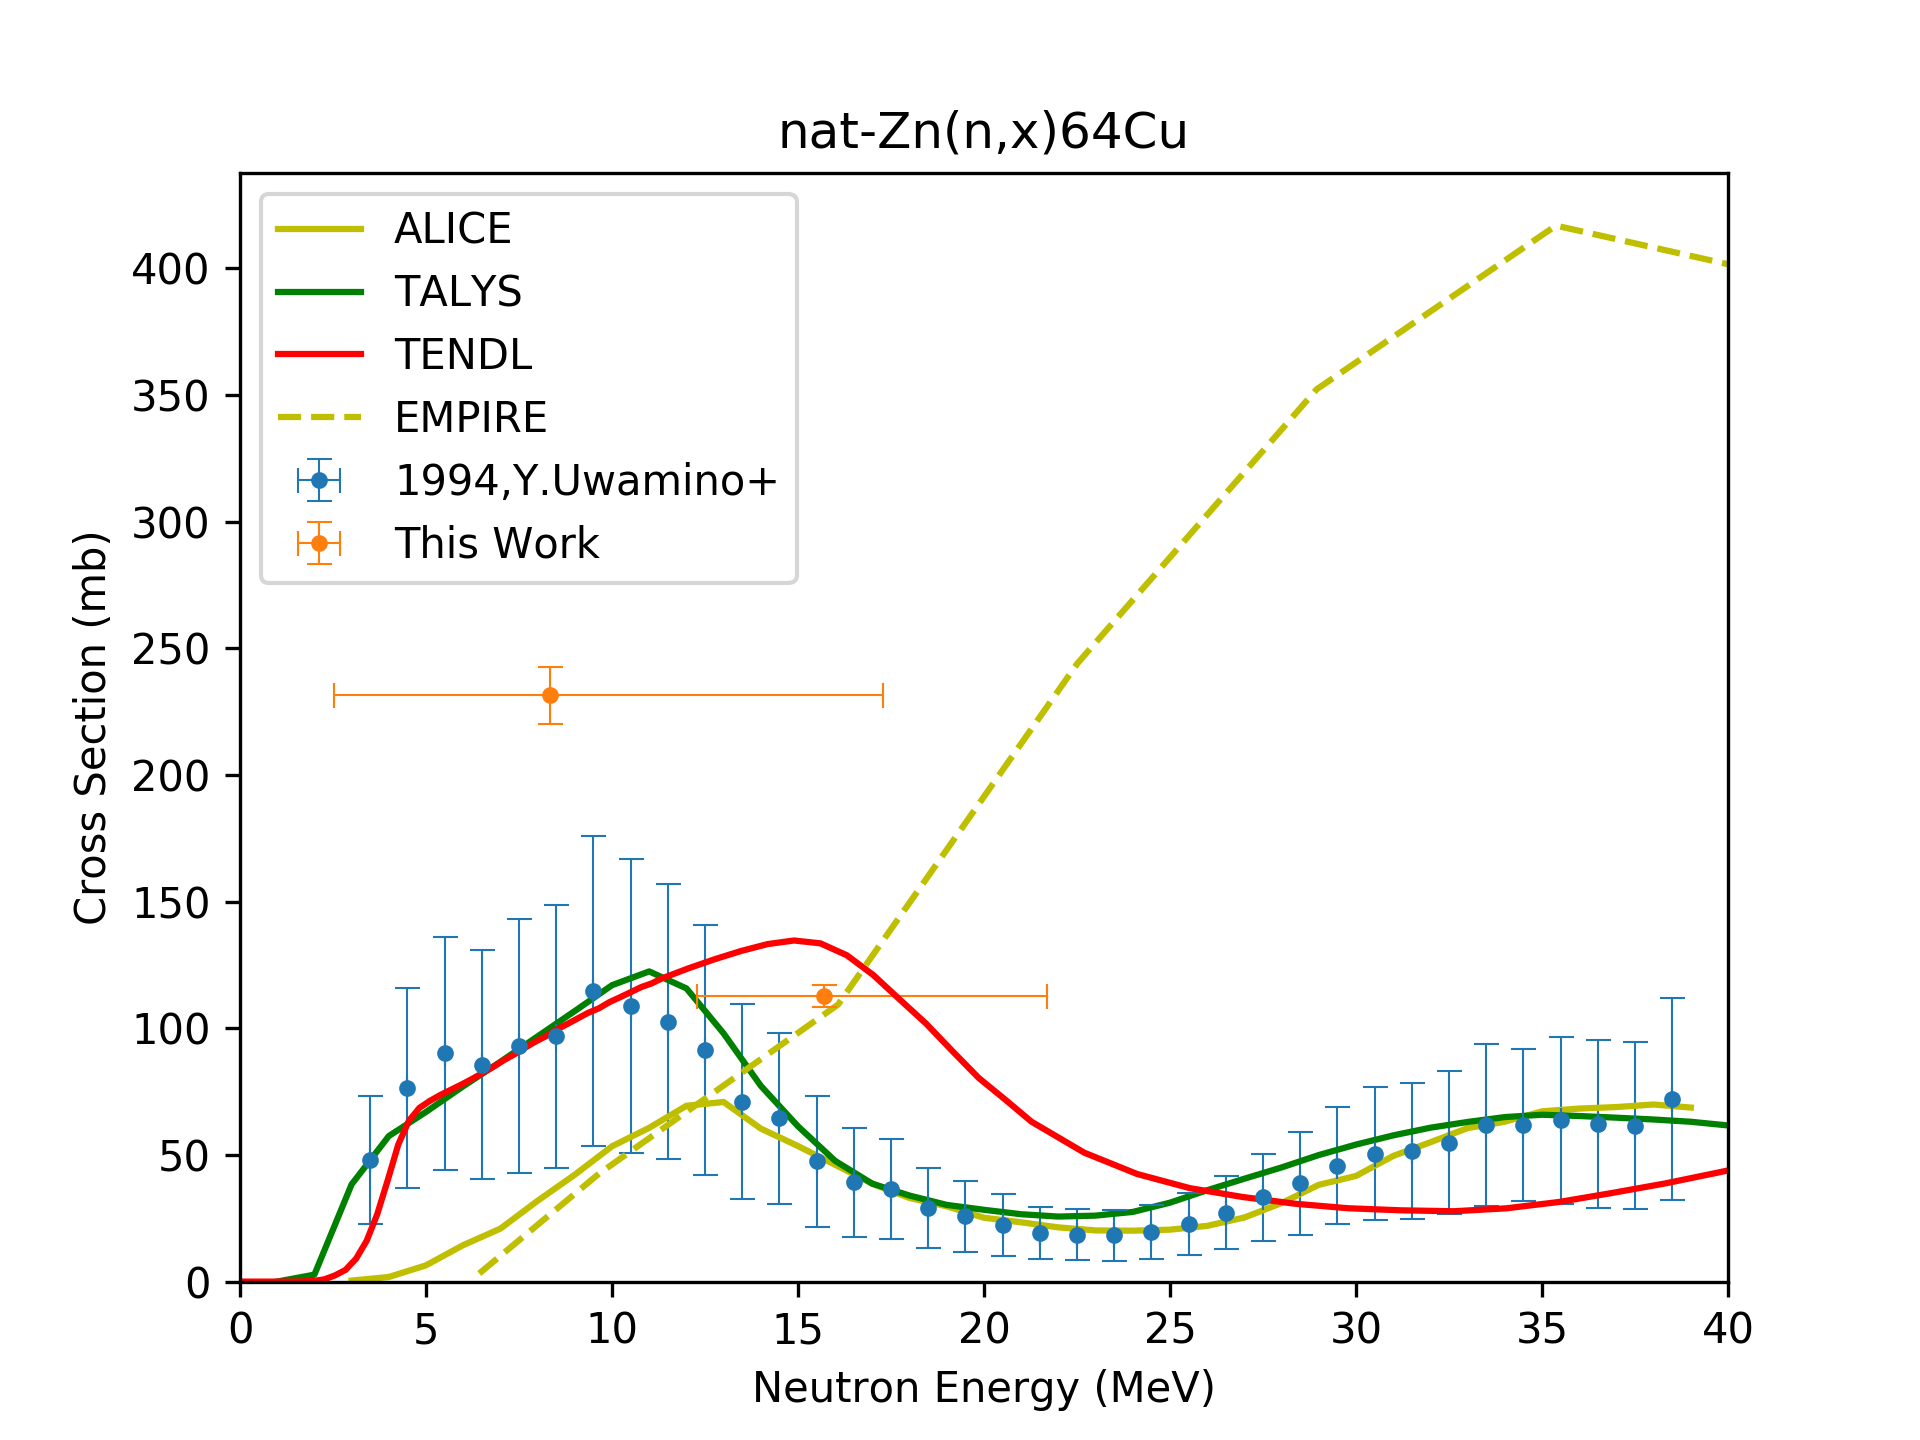 nat-Zn(n,x)64Cu
ALICE
TALYS
TENDL
EMPIRE
1994,Y.Uwamino+
This Work
Cross Section (mb)
400
350
300
250
200
150
100
50
0
0 5 10 15 20 25 30 35 40
Neutron Energy (MeV)